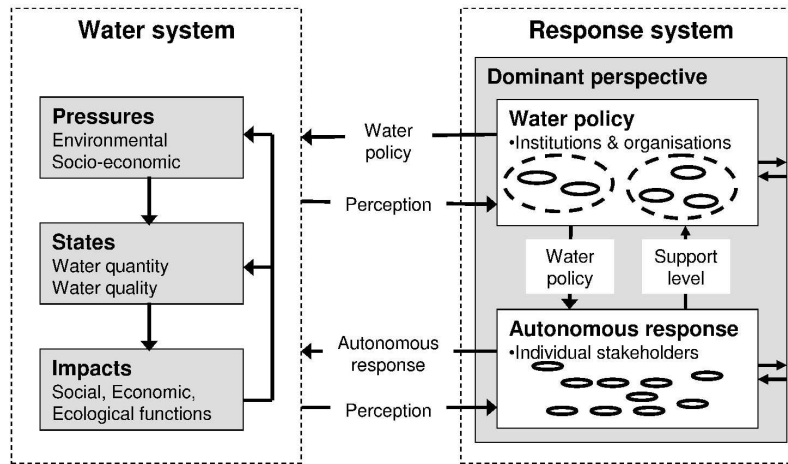 Water system
Pressures
Environmental
Socio-economic
States
Water quantity
Water quality
Impacts
Social, Economic,
Ecological functions
Water
policy
Perception
Autonomous
response
Perception
Response system
Dominant perspective
Water policy
•Institutions & organisations
Water
policy
Support
level
Autonomous response
•Individual stakeholders